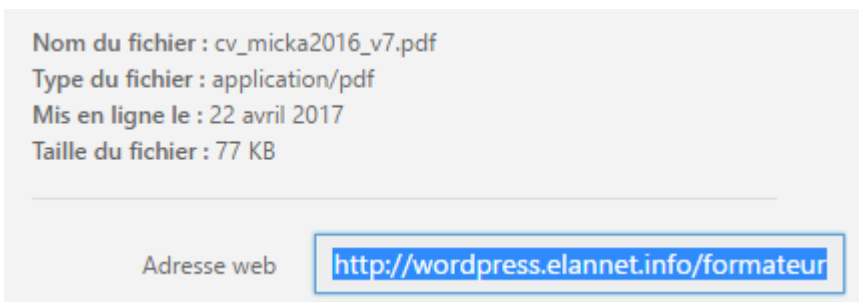 Nom du fichier : cv_micka2016_v7.pdf
Type du fichier : application/pdf
Mis en ligne le : 22 avril 2017
Taille du fichier : 77 KB
Adresse web http://wordpress.elannet.info/formateur